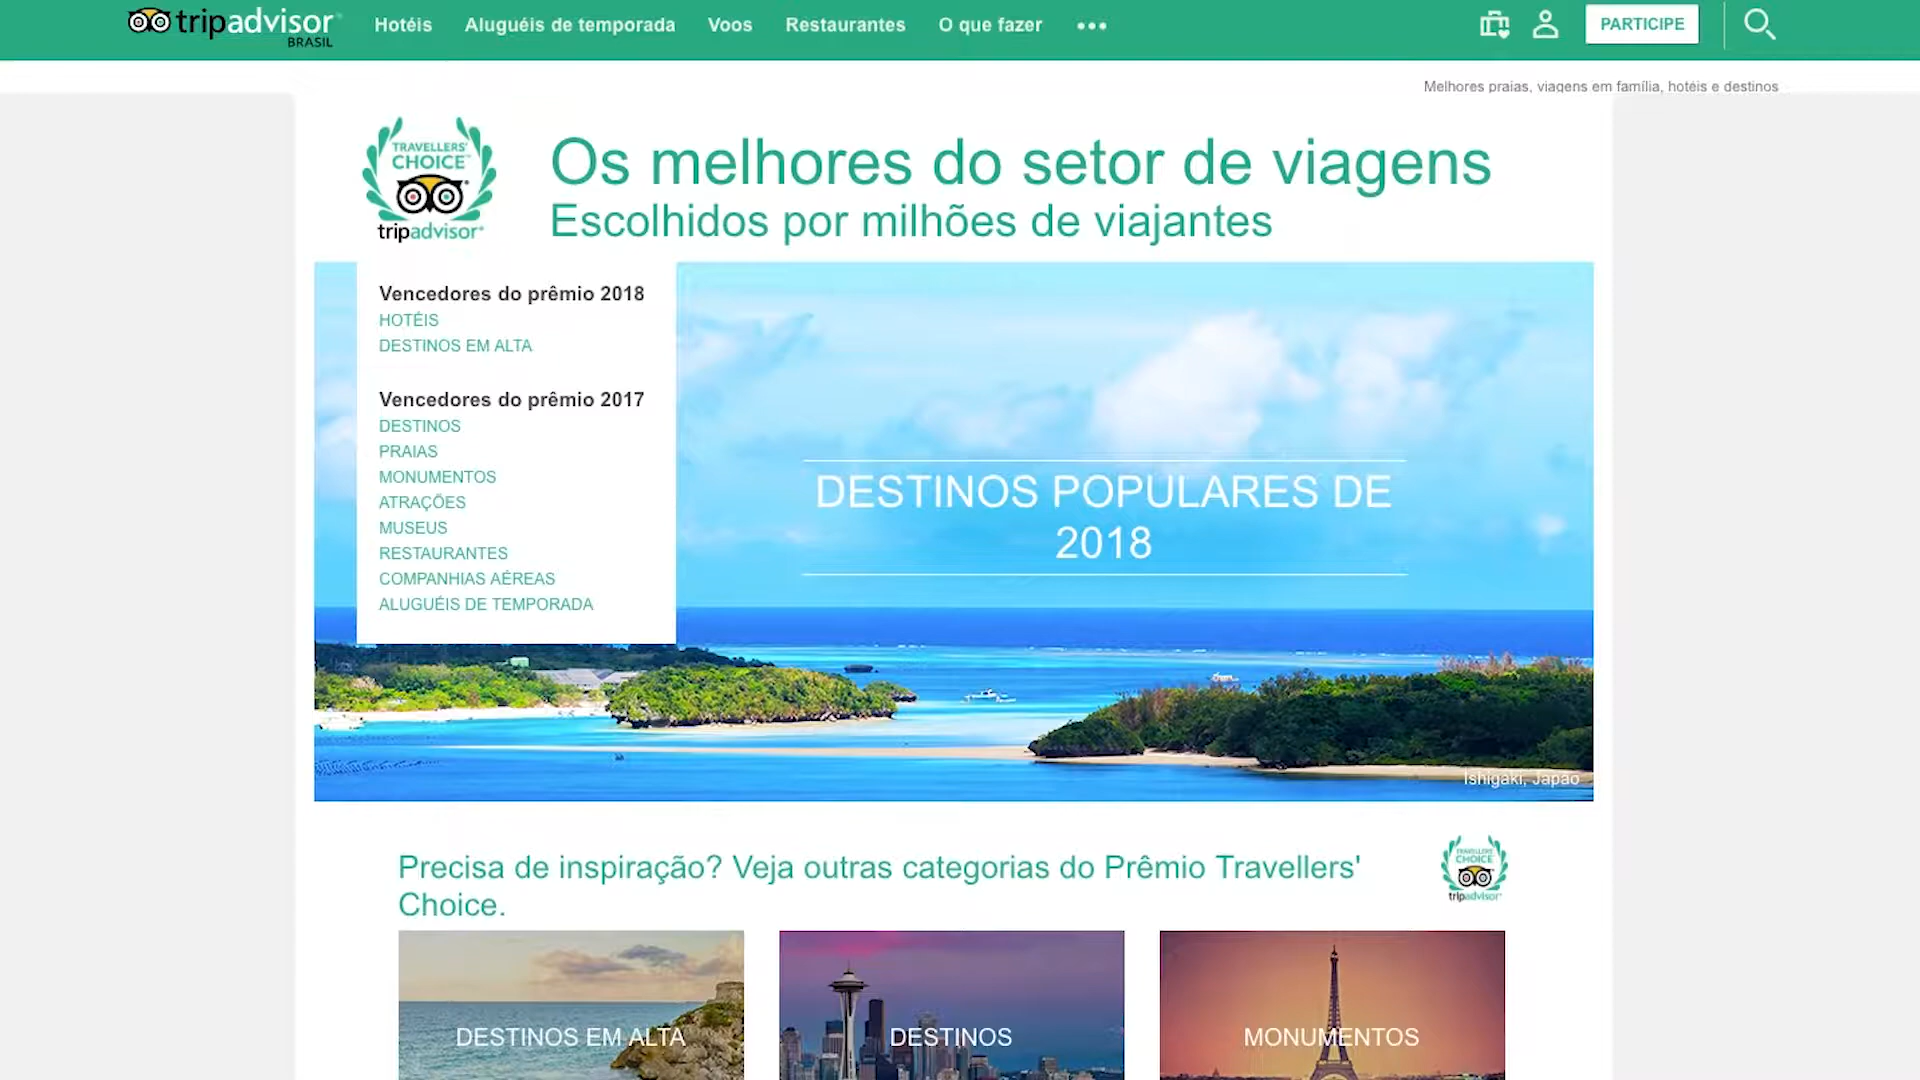 tripadvisor
BRASIL
Hotéis Aluguéis de temporada Voos Restaurantes O que fazer
PARTICIPE
Melhores praias, viagens em família, hotéis e destinos
TRAVELLERS'
CHOICE™
tripadvisor®
Os melhores do setor de viagens
Escolhidos por milhões de viajantes
Vencedores do prêmio 2018
HOTÉIS
DESTINOS EM ALTA
Vencedores do prêmio 2017
DESTINOS
PRAIAS
MONUMENTOS
ATRAÇÕES
MUSEUS
RESTAURANTES
COMPANHIAS AÉREAS
ALUGUÉIS DE TEMPORADA
DESTINOS POPULARES DE
2018
Ishigaki, Japão
Precisa de inspiração? Veja outras categorias do Prêmio Travellers'
Choice.
TRAVELLERS'
CHOICE
tripadvisor
DESTINOS EM ALTA
DESTINOS
MONUMENTOS